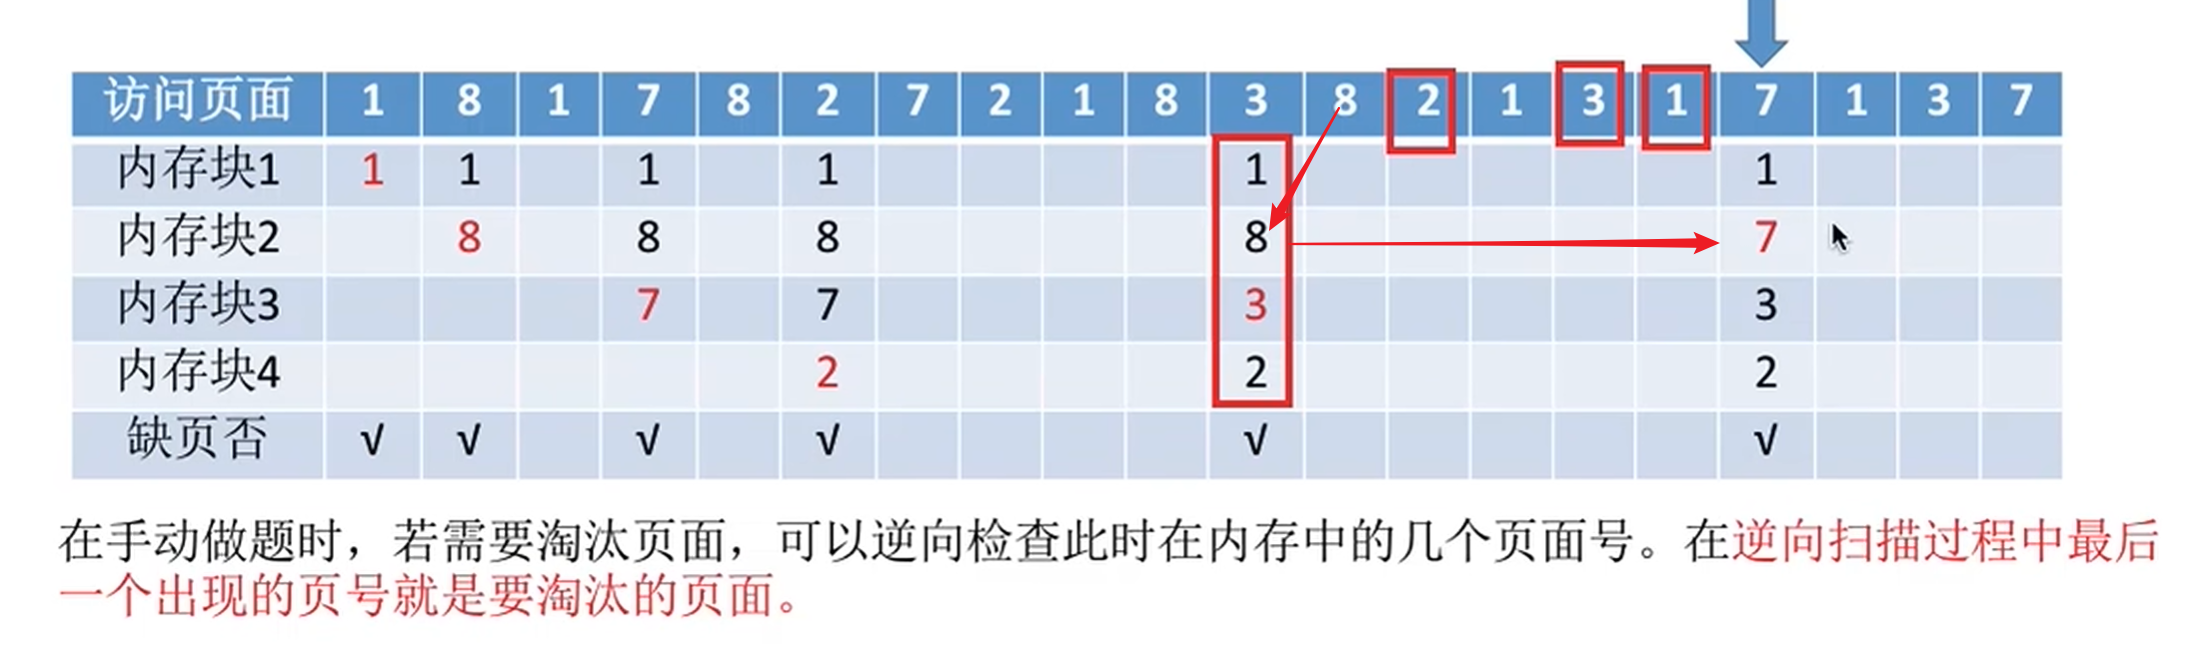 访问页面 1 8 1 7 8 2 7 2 1 8 3 8 2 1 3 1 7 1 3 7
内存块1 1 1 1 1 1 1
内存块2 8 8 8 8 7
内存块3 7 7 3 3
内存块4 2 2 2
缺页否 √ √ √ √ √ √
在手动做题时，若需要淘汰页面，可以逆向检查此时在内存中的几个页面号。在逆向扫描过程中最后
一个出现的页号就是要淘汰的页面。